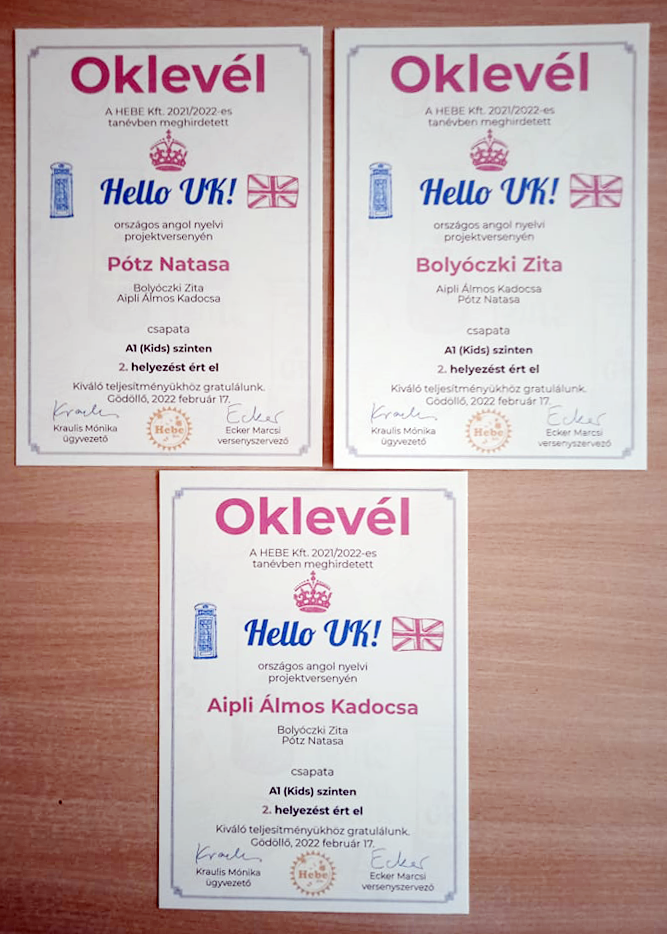 Oklevél
A HEBE Kft. 2021/2022-es
tanévben meghirdetett
Hello UK!
országos angol nyelvi
projektversenyén
Pótz Natasa
Bolyóczki Zita
Aipli Álmos Kadocsa
csapata
A1 (Kids) szinten
2. helyezést ért el
Kiváló teljesítményükhöz gratulálunk.
Gödöllő, 2022 február 17.
Kraulis Mónika
ügyvezető
Hebe
Ecker
Ecker Marcsi
versenyszervező
Oklevél
A HEBE Kft. 2021/2022-es
tanévben meghirdetett
Hello UK!
országos angol nyelvi
projektversenyén
Bolyóczki Zita
Aipli Álmos Kadocsa
Pótz Natasa
csapata
A1 (Kids) szinten
2. helyezést ért el
Kiváló teljesítményükhöz gratulálunk.
Gödöllő, 2022 február 17.
Kraulis Mónika
ügyvezető
Hebe
Ecker
Ecker Marcsi
versenyszervező
Oklevél
A HEBE Kft. 2021/2022-es
tanévben meghirdetett
Hello UK!
országos angol nyelvi
projektversenyén
Aipli Álmos Kadocsa
Bolyóczki Zita
Pótz Natasa
csapata
A1 (Kids) szinten
2. helyezést ért el
Kiváló teljesítményükhöz gratulálunk.
Gödöllő, 2022 február 17.
Kraulis Mónika
ügyvezető
Hebe
Ecker
Ecker Marcsi
versenyszervező